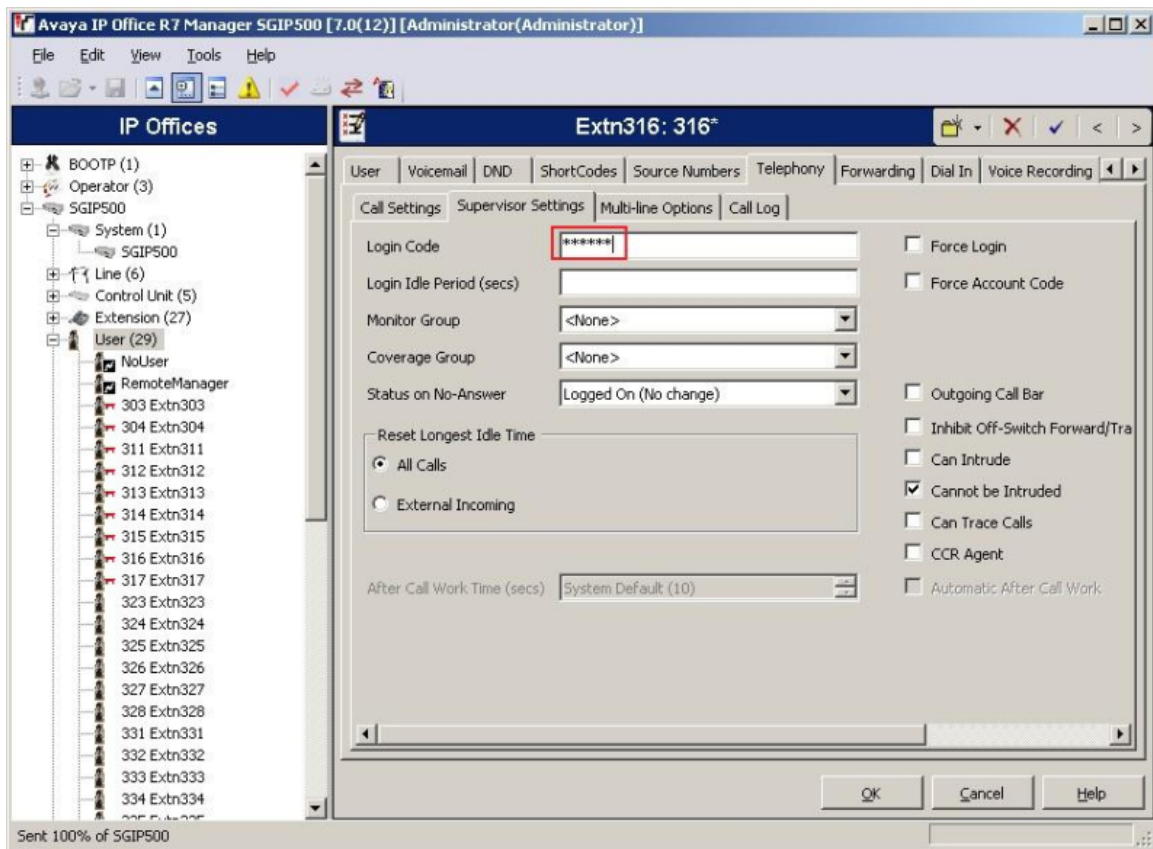 Avaya IP Office R7 Manager SGIP500 [7.0(12)] [Administrator(Administrator)]
File Edit View Tools Help
IP Offices
BOOTP (1)
Operator (3)
SGIP500
System (1)
SGIP500
Line (6)
Control Unit (5)
Extension (27)
User (29)
NoUser
RemoteManager
303 Extn303
304 Extn304
311 Extn311
312 Extn312
313 Extn313
314 Extn314
315 Extn315
316 Extn316
317 Extn317
323 Extn323
324 Extn324
325 Extn325
326 Extn326
327 Extn327
328 Extn328
331 Extn331
332 Extn332
333 Extn333
334 Extn334
Extn316: 316*
User Voicemail DND ShortCodes Source Numbers Telephony Forwarding Dial In Voice Recording
Call Settings Supervisor Settings Multi-line Options Call Log
Login Code ****** Force Login
Login Idle Period (secs) Force Account Code
Monitor Group <None>
Coverage Group <None>
Status on No-Answer Logged On (No change) Outgoing Call Bar
Reset Longest Idle Time Inhibit Off-Switch Forward/Tra
All Calls Can Intrude
Cannot be Intruded
External Incoming
Can Trace Calls
CCR Agent
After Call Work Time (secs) System Default (10) Automatic After Call Work
OK Cancel Help
Sent 100% of SGIP500